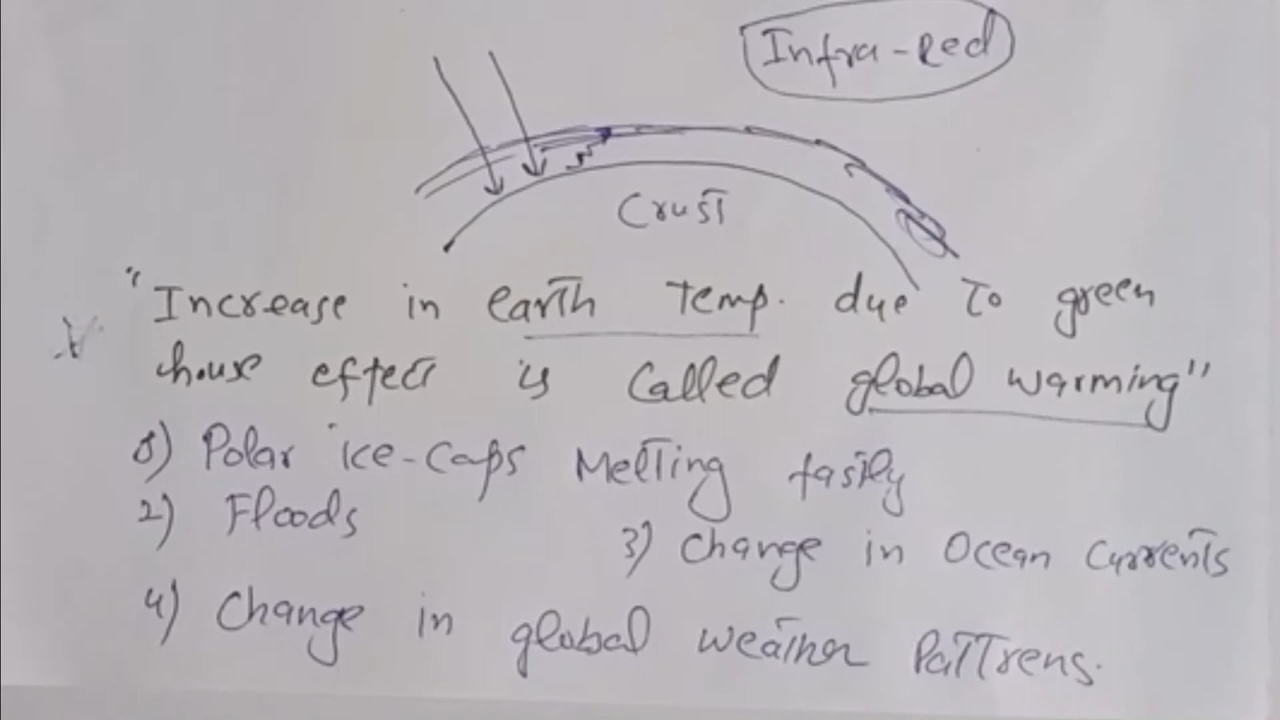 Infra-Red
Crust
"Increase in earth Temp. due To green
house effect is Called global warming"
1) Polar ice-caps Melting fastly
2) Floods
3) Change in Ocean Currents
4) Change in global weather PaTTrens.